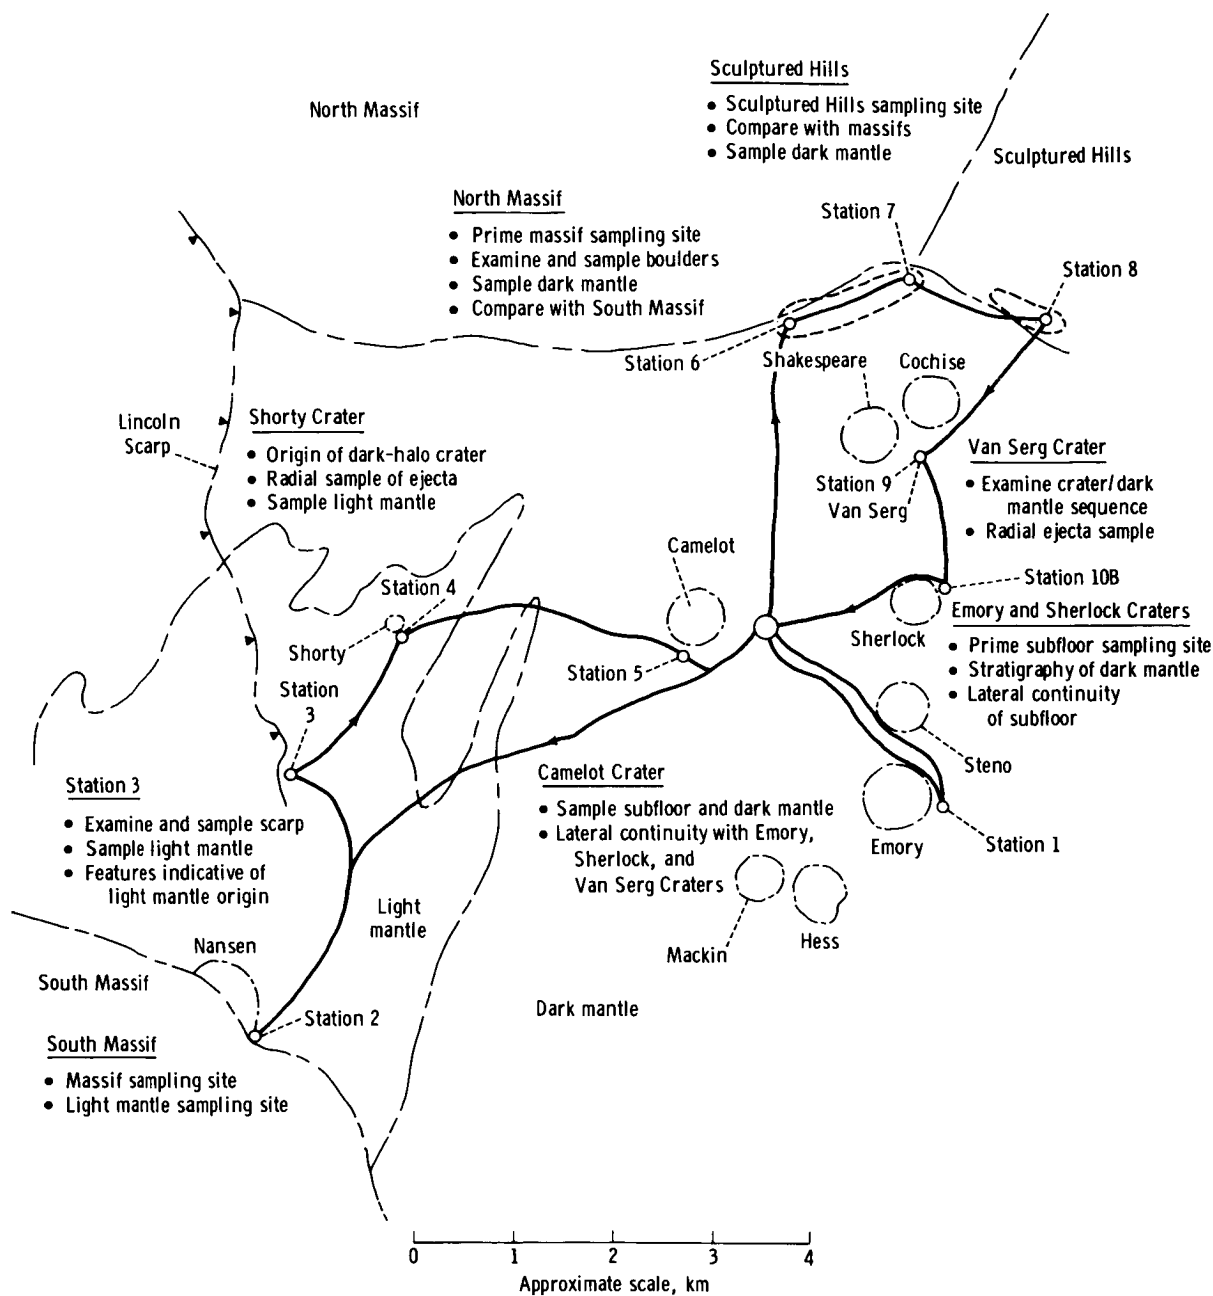 Sculptured Hills
• Sculptured Hills sampling site
• Compare with massifs
• Sample dark mantle
North Massif
Sculptured Hills
North Massif
• Prime massif sampling site
• Examine and sample boulders
• Sample dark mantle
• Compare with South Massif
Station 7
Station 8
Station 6
Shakespeare
Cochise
Lincoln
Scarp
Shorty Crater
• Origin of dark-halo crater
• Radial sample of ejecta
• Sample light mantle
Van Serg Crater
• Examine crater/dark
mantle sequence
• Radial ejecta sample
Station 9
Van Serg
Camelot
Station 4
Station 10B
Shorty
Sherlock
Emory and Sherlock Craters
• Prime subfloor sampling site
• Stratigraphy of dark mantle
• Lateral continuity
of subfloor
Station 5
Station
3
Steno
Station 3
• Examine and sample scarp
• Sample light mantle
• Features indicative of
light mantle origin
Camelot Crater
• Sample subfloor and dark mantle
• Lateral continuity with Emory,
Sherlock, and
Van Serg Craters
Emory
Station 1
Light
mantle
Mackin
Hess
Nansen
South Massif
Station 2
Dark mantle
South Massif
• Massif sampling site
• Light mantle sampling site
0 1 2 3 4
Approximate scale, km